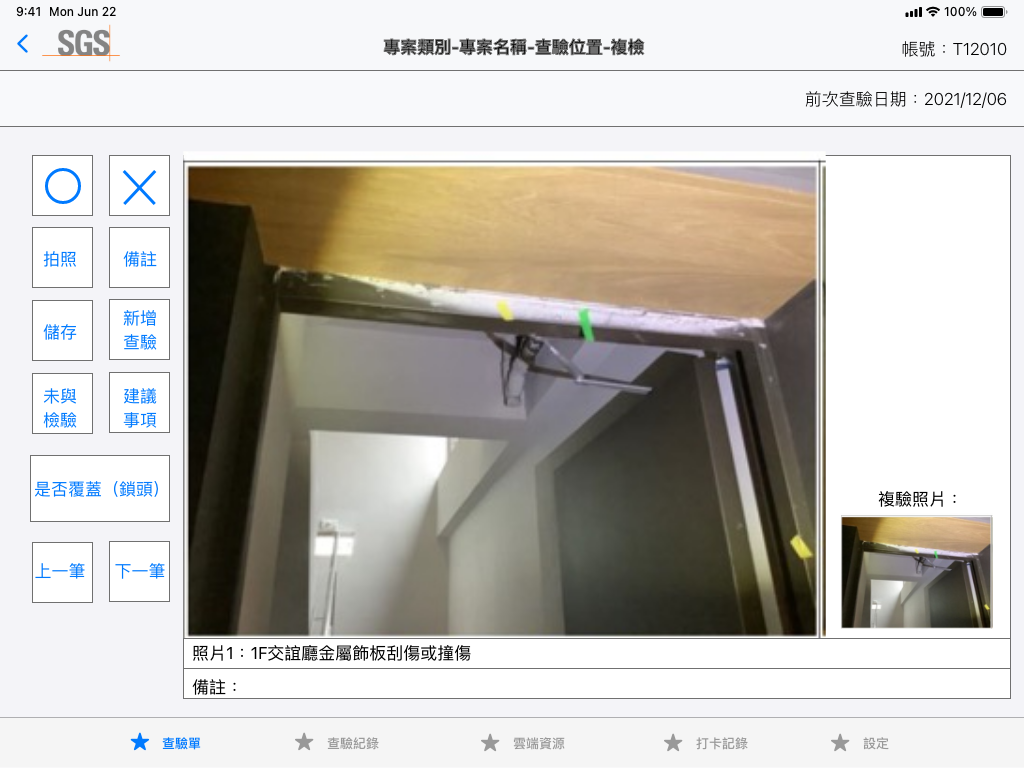 9:41 Mon Jun 22
100%
SGS
專案類別-專案名稱-查驗位置-複檢
帳號：T12010
前次查驗日期：2021/12/06
拍照
備註
儲存
新增
查驗
未與
檢驗
建議
事項
是否覆蓋（鎖頭）
上一筆
下一筆
複驗照片：
照片1：1F交誼廳金屬飾板刮傷或撞傷
備註：
查驗單
查驗紀錄
雲端資源
打卡記錄
設定